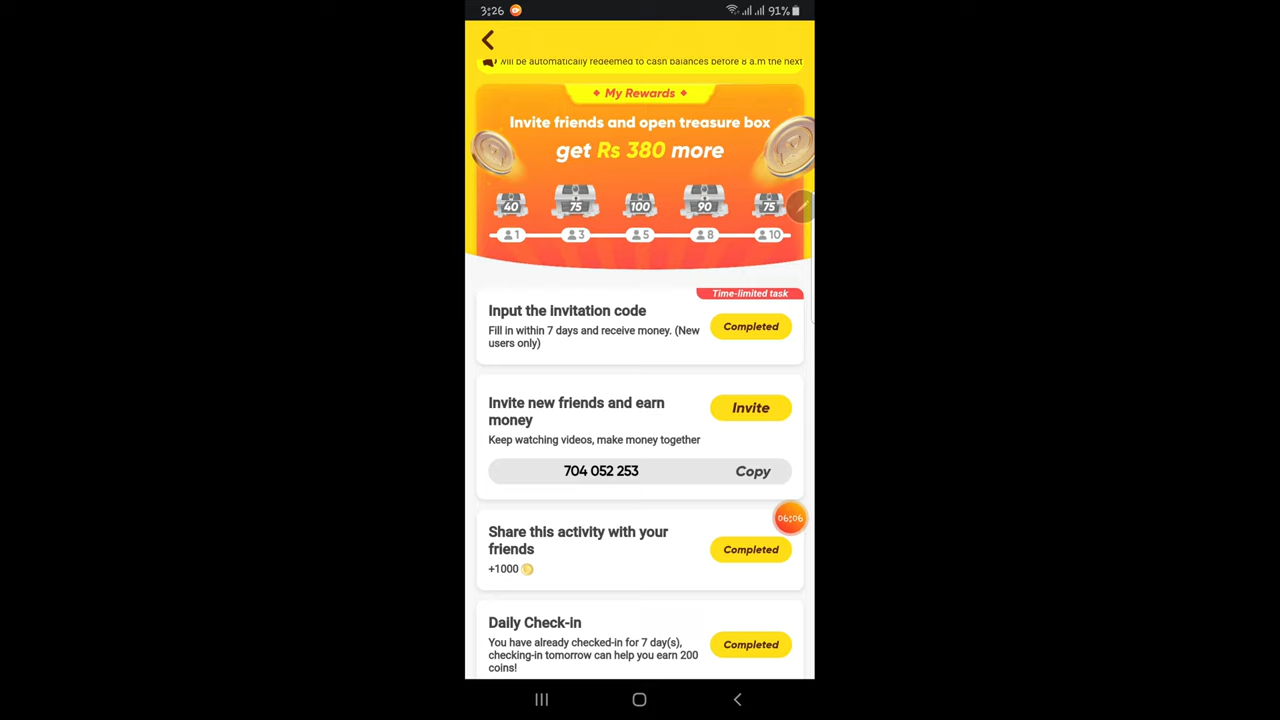 3:26
91%
will be automatically redeemed to cash balances before 8 a.m the next
My Rewards
Invite friends and open treasure box
get Rs 380 more
40 75 100 90 75
1 3 5 8 10
Time-limited task
Input the invitation code
Completed
Fill in within 7 days and receive money. (New
users only)
Invite new friends and earn
money
Invite
Keep watching videos, make money together
704 052 253 Copy
06:06
Share this activity with your
friends
Completed
+1000
Daily Check-in
You have already checked-in for 7 day(s),
checking-in tomorrow can help you earn 200
coins!
Completed